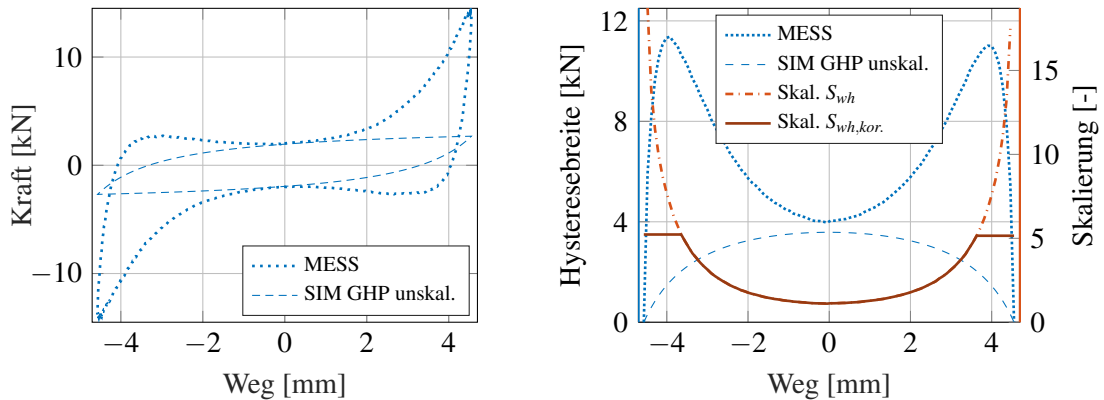 10
0
−10
Kraft [kN]
−4
−2
0
2
4
Weg [mm]
MESS
SIM GHP unskal.
12
8
4
0
Hysteresebreite [kN]
−4
−2
0
2
4
Weg [mm]
15
10
5
0
Skalierung [-]
MESS
SIM GHP unskal.
Skal. S_wh
Skal. S_wh,kor.